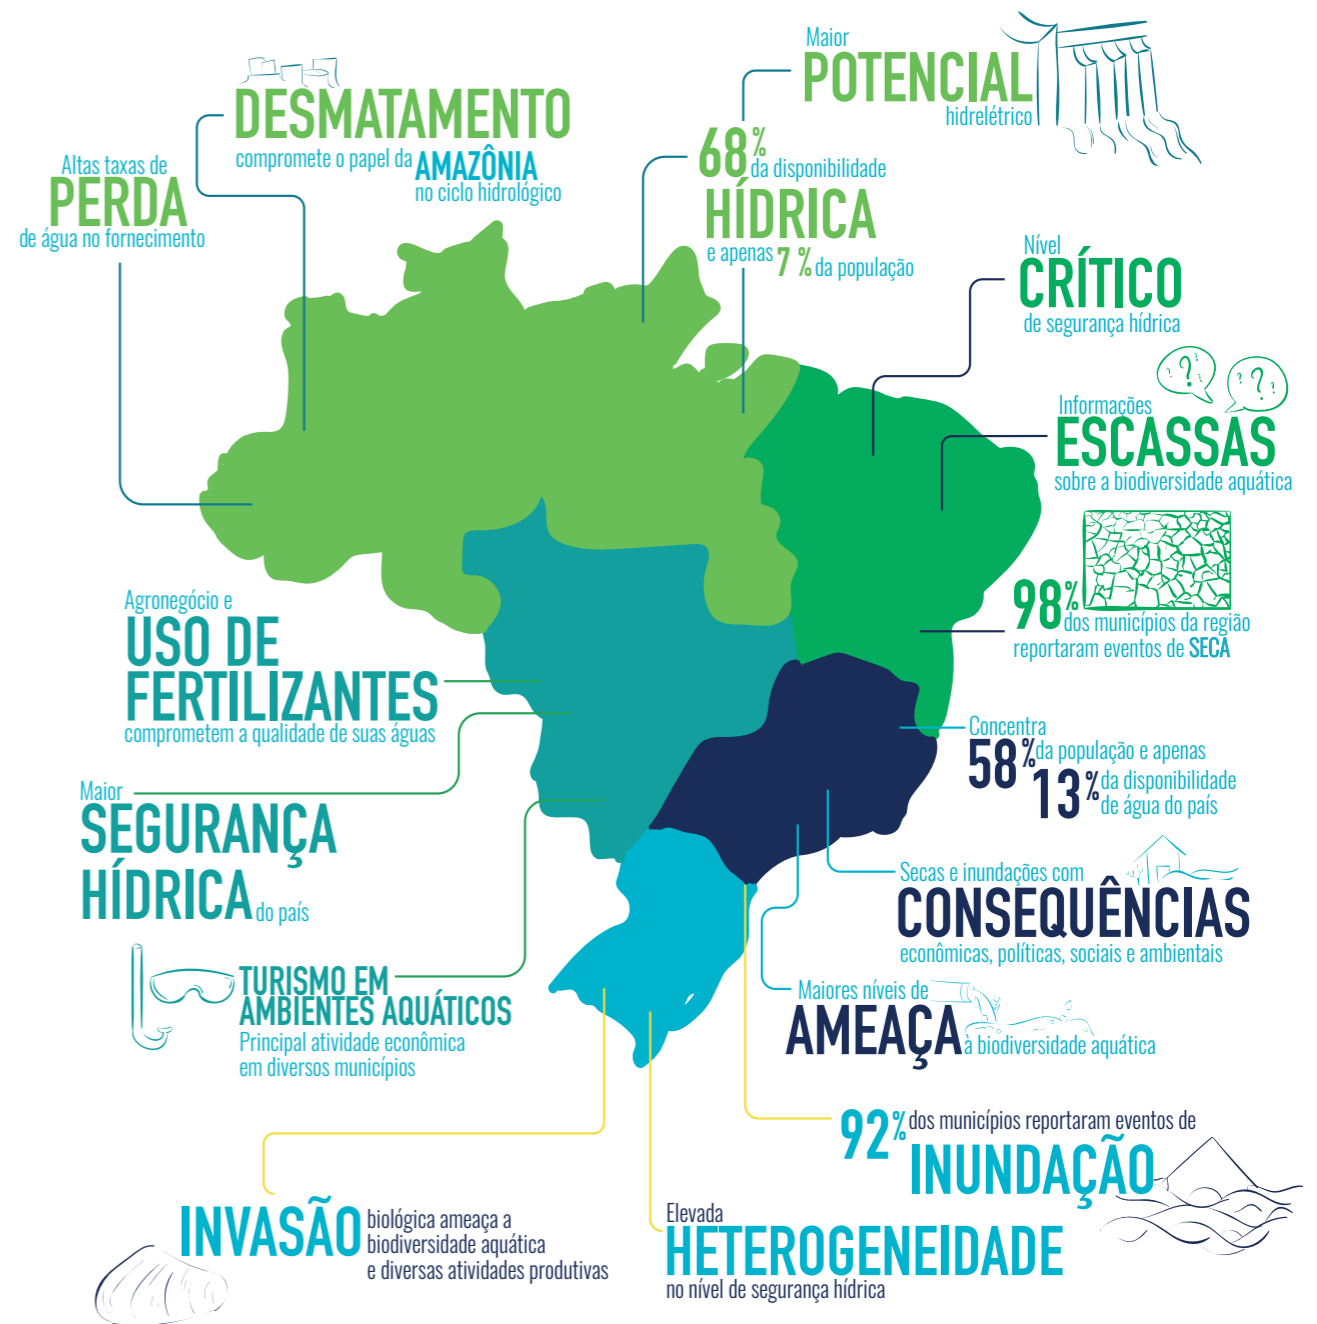 Maior
POTENCIAL
hidrelétrico
DESMATAMENTO
compromete o papel da AMAZÔNIA
no ciclo hidrológico
68% da disponibilidade
HÍDRICA
e apenas 7 % da população
Altas taxas de
PERDA
de água no fornecimento
Nível
CRÍTICO
de segurança hídrica
? ? ?
? ? ?
Informações
ESCASSAS
sobre a biodiversidade aquática
98% dos municípios da região
reportaram eventos de SECA
Agronegócio e
USO DE
FERTILIZANTES
comprometem a qualidade de suas águas
Concentra
58% da população e apenas
13% da disponibilidade
de água do país
Maior
SEGURANÇA
HÍDRICA do país
Secas e inundações com
CONSEQUÊNCIAS
econômicas, políticas, sociais e ambientais
TURISMO EM
AMBIENTES AQUÁTICOS
Principal atividade econômica
em diversos municípios
Maiores níveis de
AMEAÇA à biodiversidade aquática
92% dos municípios reportaram eventos de
INUNDAÇÃO
INVASÃO biológica ameaça a
biodiversidade aquática
e diversas atividades produtivas
Elevada
HETEROGENEIDADE
no nível de segurança hídrica